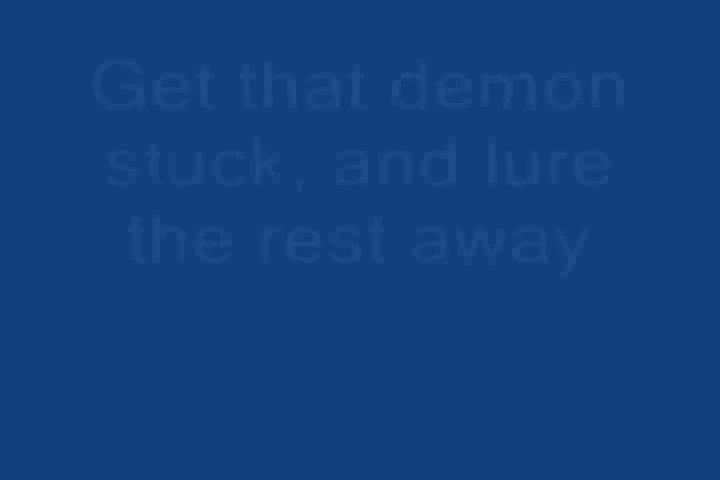 Get that demon
stuck, and lure
the rest away